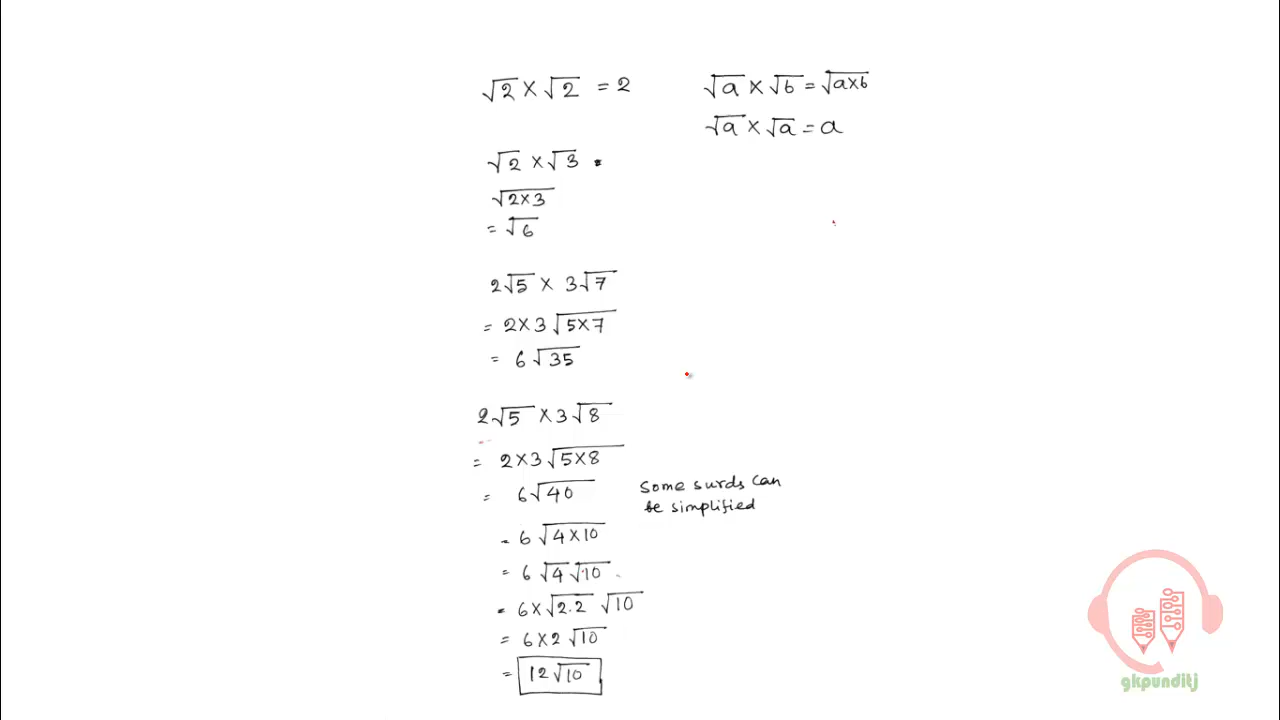 √2 × √2 = 2
√a × √b = √a×b
√a × √a = a
√2 × √3
√2×3
= √6
2√5 × 3√7
= 2×3√5×7
= 6√35
2√5 × 3√8
= 2×3√5×8
= 6√40
Some surds can
be simplified
= 6√4×10
= 6√4√10
= 6×√2.2 √10
= 6×2√10
= 12√10
gkpunditj